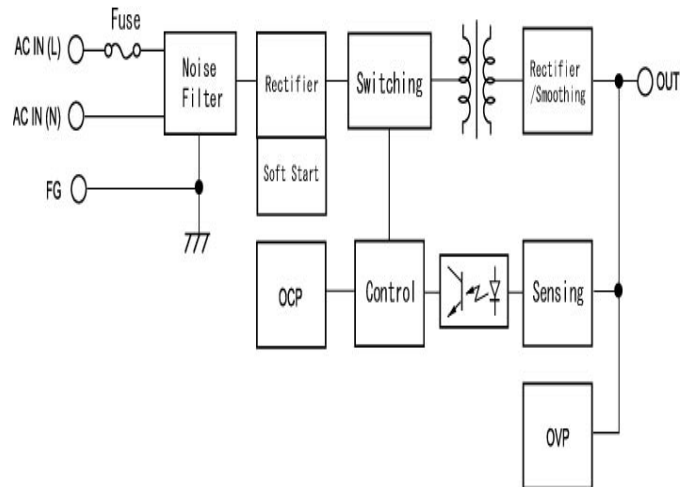 Fuse
AC IN (L)
Noise
Filter
Rectifier
Switching
Rectifier
/Smoothing
OUT
AC IN (N)
Soft Start
FG
OCP
Control
Sensing
OVP